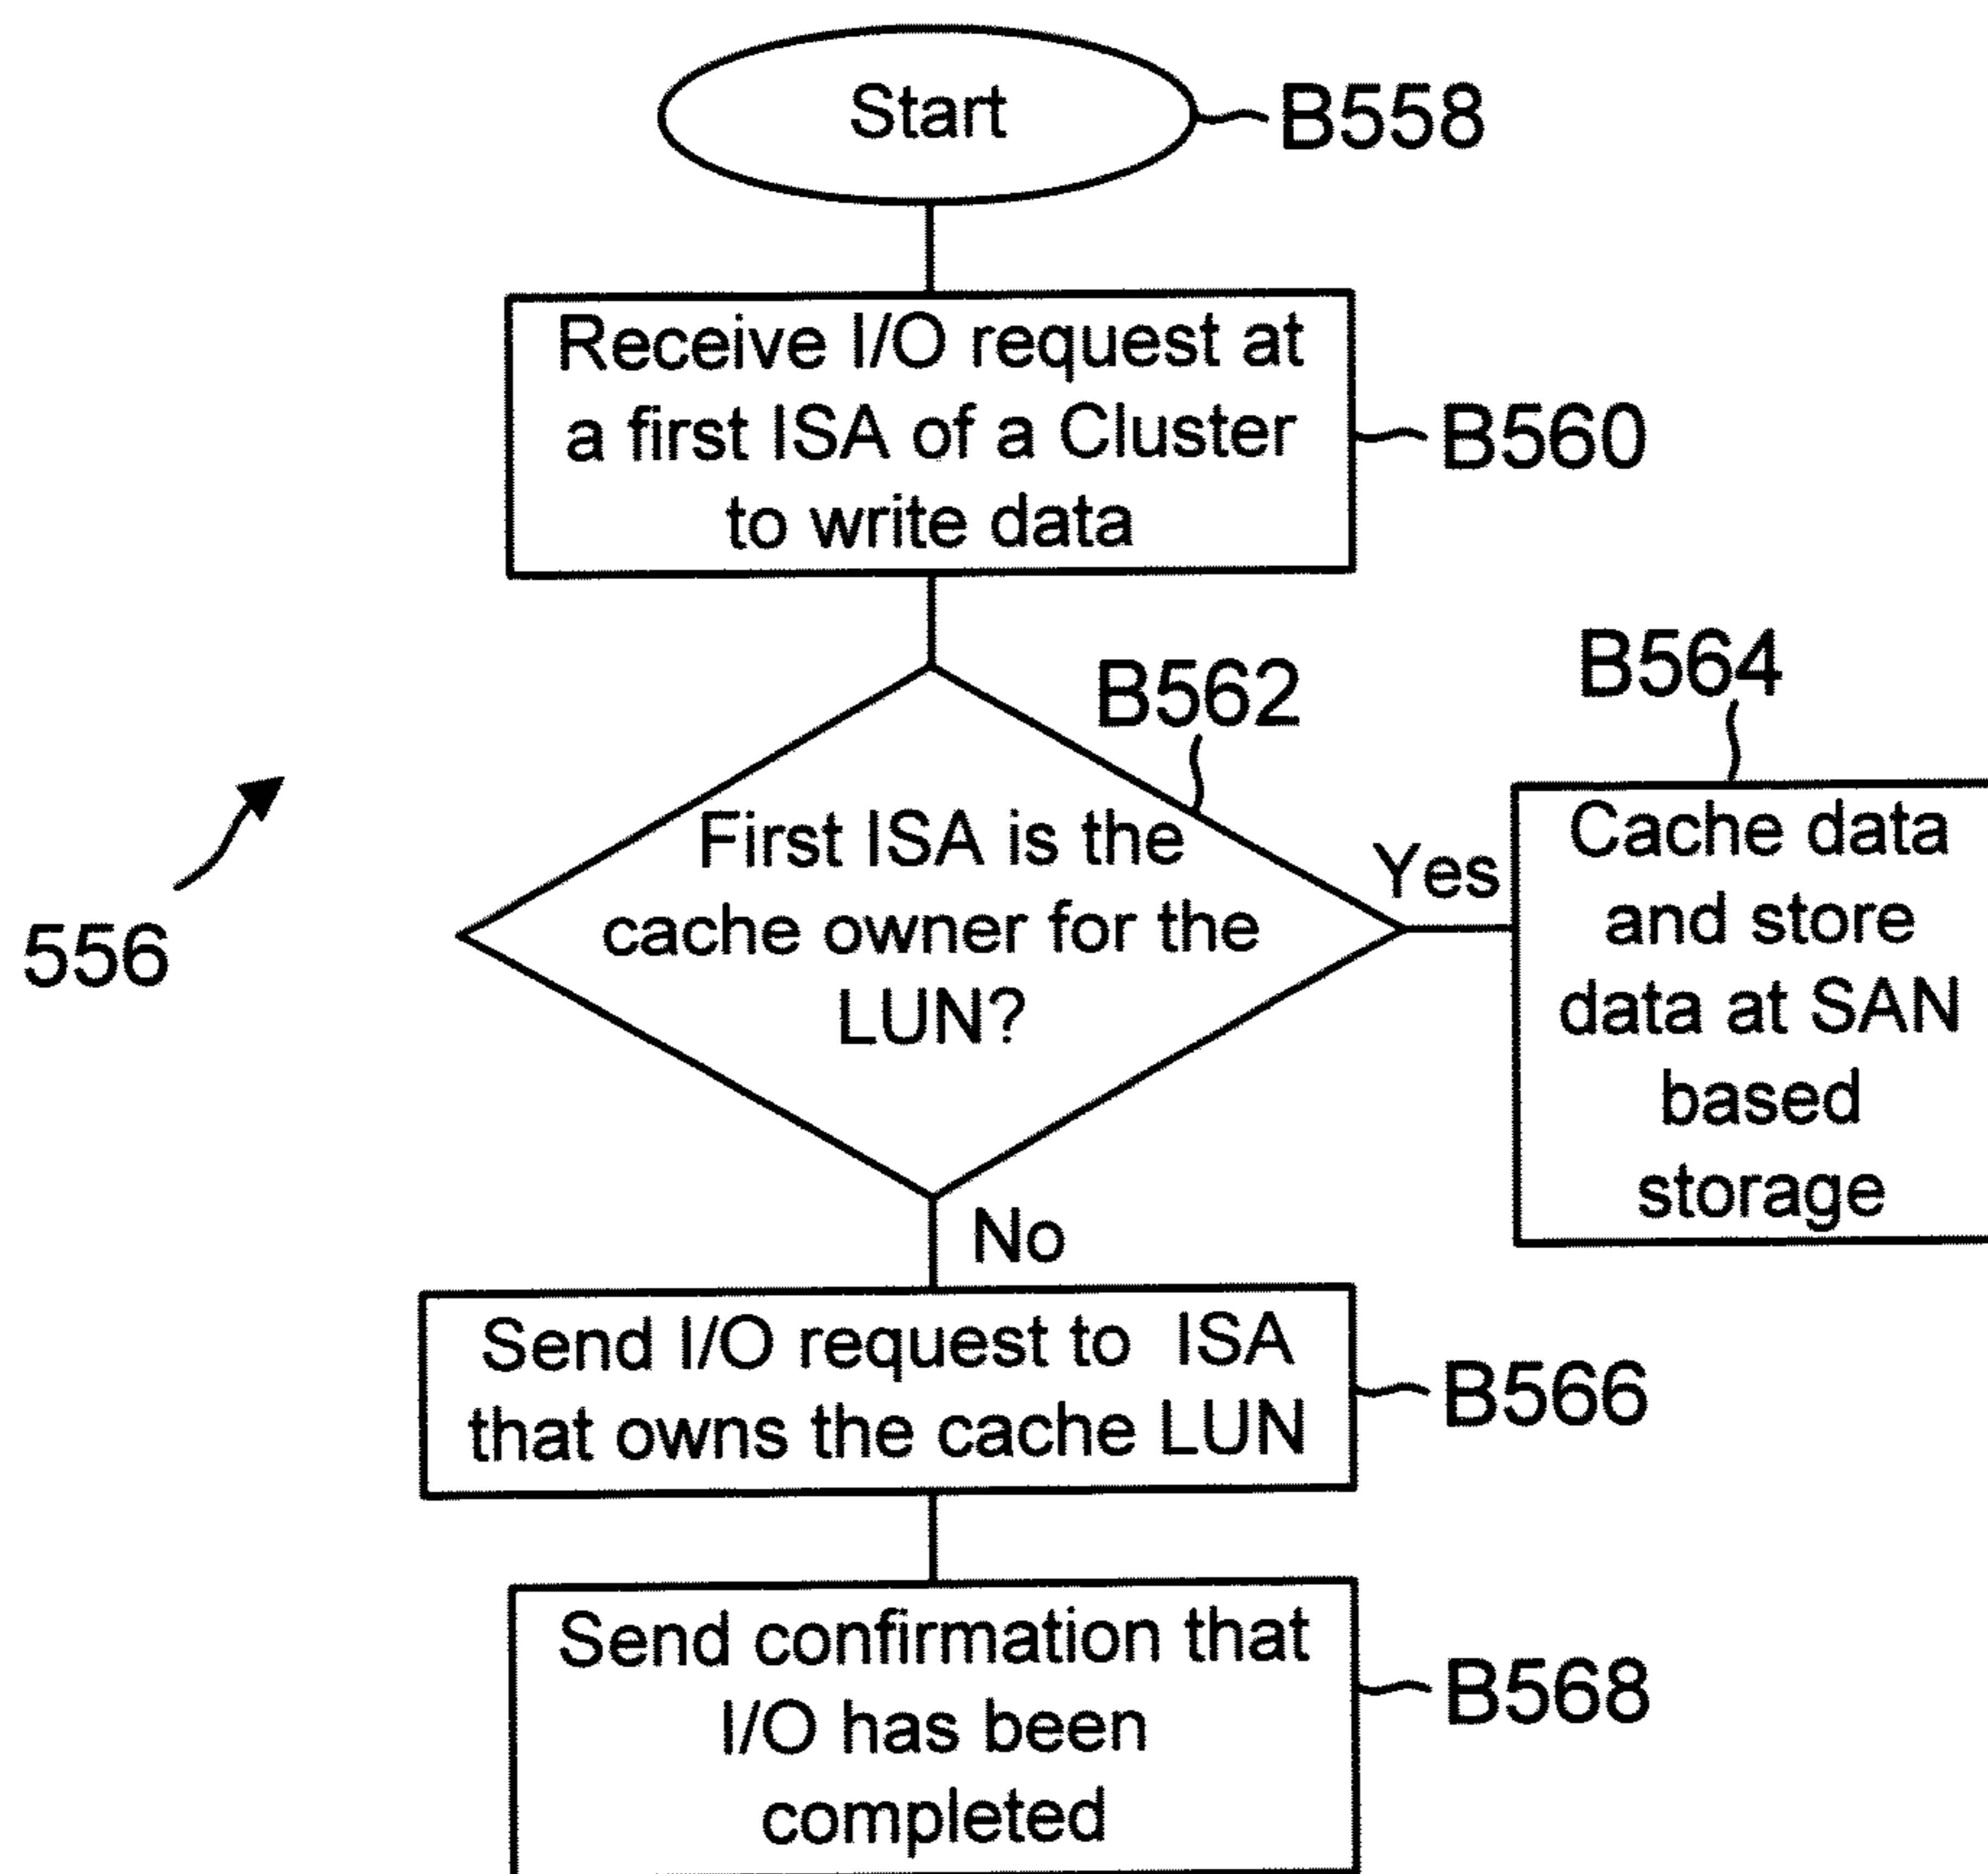 Start
B558
Receive I/O request at
a first ISA of a Cluster
to write data
B560
B562
B564
First ISA is the
cache owner for the
LUN?
Yes
Cache data
and store
data at SAN
based
storage
556
No
Send I/O request to ISA
that owns the cache LUN
B566
Send confirmation that
I/O has been
completed
B568